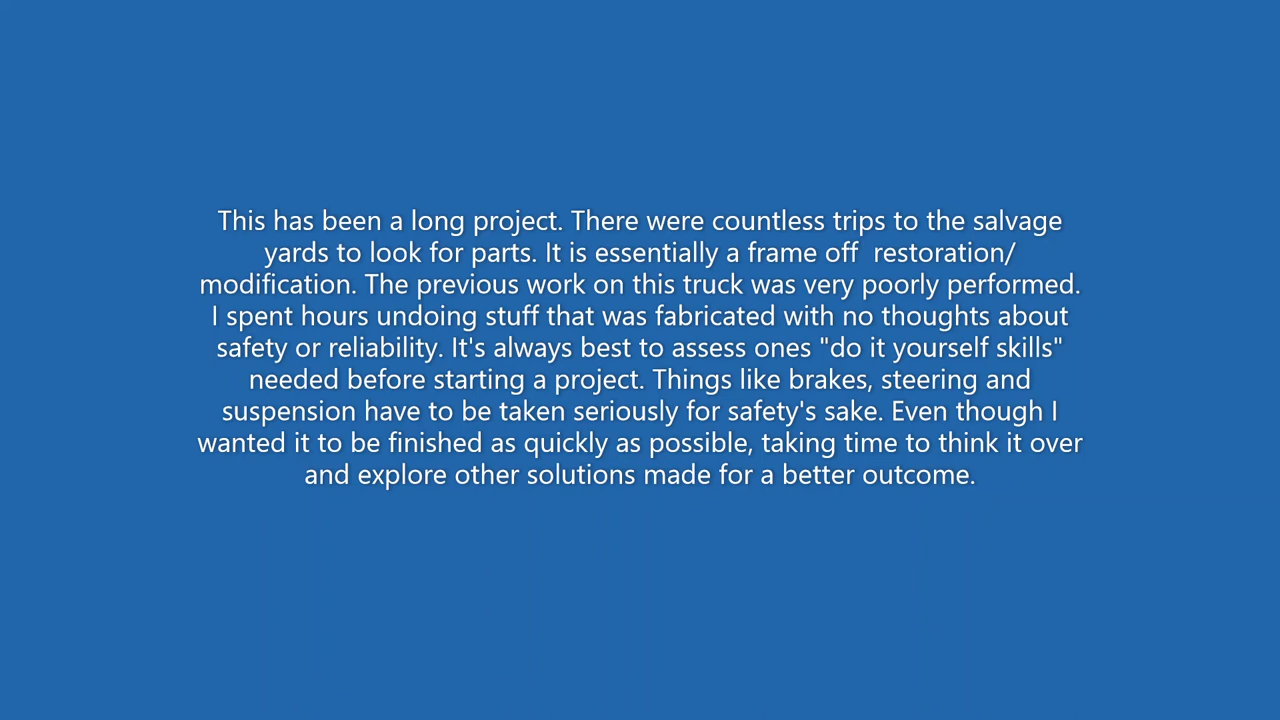 This has been a long project. There were countless trips to the salvage
yards to look for parts. It is essentially a frame off  restoration/
modification. The previous work on this truck was very poorly performed.
I spent hours undoing stuff that was fabricated with no thoughts about
safety or reliability. It's always best to assess ones "do it yourself skills"
needed before starting a project. Things like brakes, steering and
suspension have to be taken seriously for safety's sake. Even though I
wanted it to be finished as quickly as possible, taking time to think it over
and explore other solutions made for a better outcome.